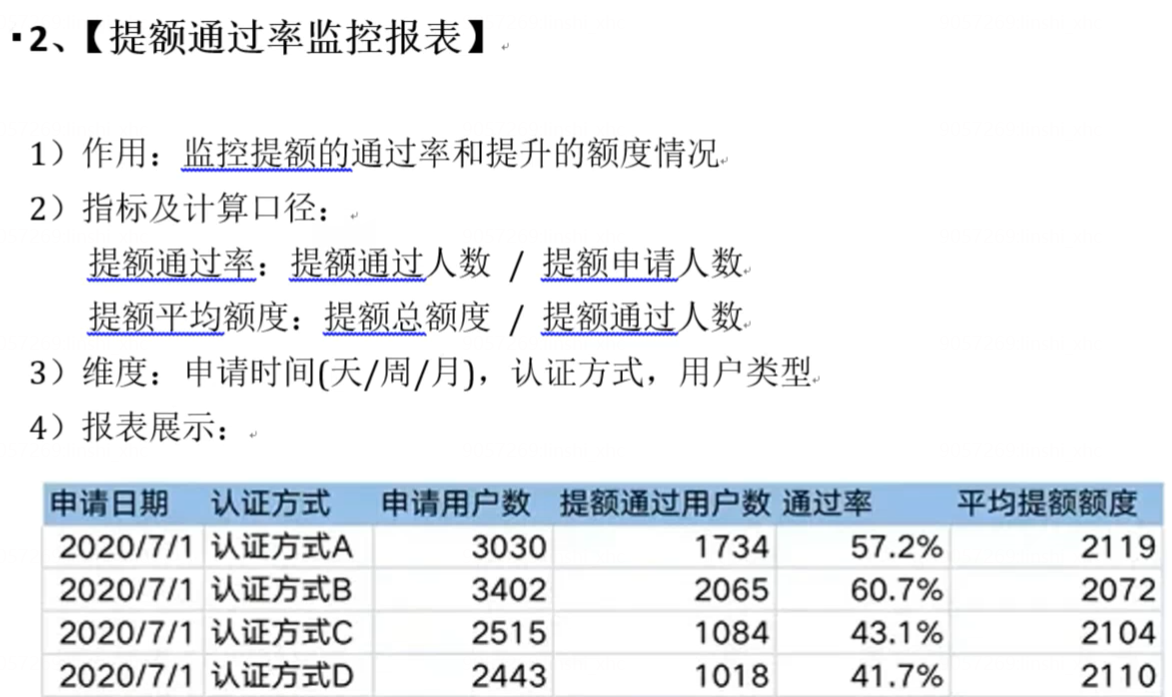 ▪2、【提额通过率监控报表】
1）作用：监控提额的通过率和提升的额度情况
2）指标及计算口径：
提额通过率：提额通过人数 / 提额申请人数
提额平均额度：提额总额度 / 提额通过人数
3）维度：申请时间(天/周/月)，认证方式，用户类型
4）报表展示：
申请日期 认证方式 申请用户数 提额通过用户数 通过率 平均提额额度
2020/7/1 认证方式A 3030 1734 57.2% 2119
2020/7/1 认证方式B 3402 2065 60.7% 2072
2020/7/1 认证方式C 2515 1084 43.1% 2104
2020/7/1 认证方式D 2443 1018 41.7% 2110